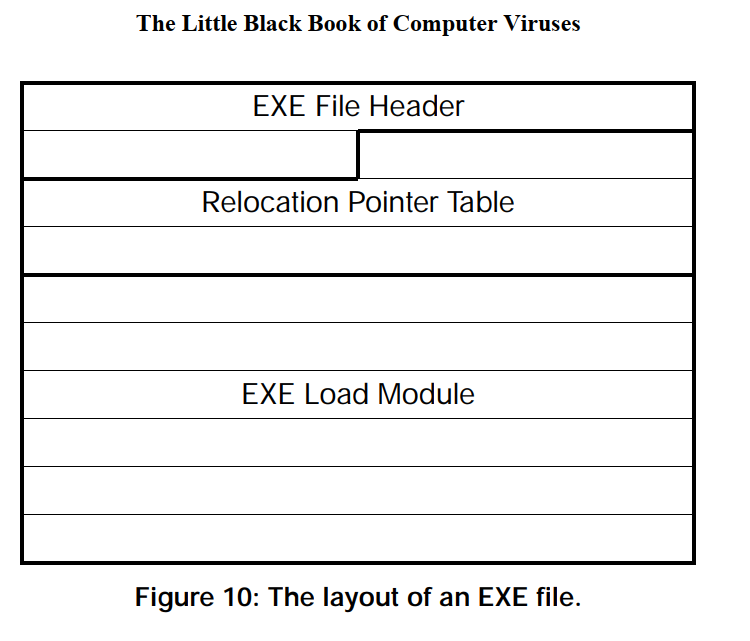 The Little Black Book of Computer Viruses
EXE File Header
Relocation Pointer Table
EXE Load Module
Figure 10: The layout of an EXE file.